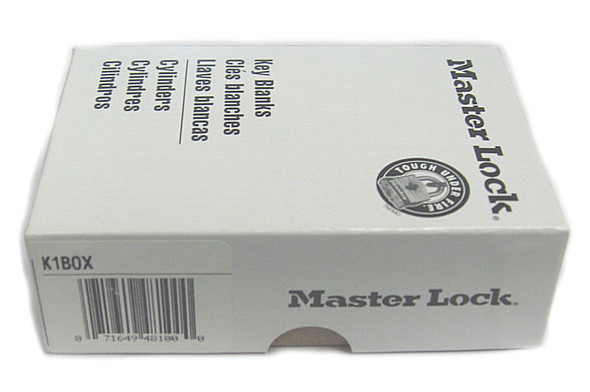 Master Lock®
TOUGH UNDER FIRE.
Key Blanks
Clés blanches
Llaves blancas
Cylinders
Cylindres
Cilindros
K1BOX
0 71649 48100 0
Master Lock®